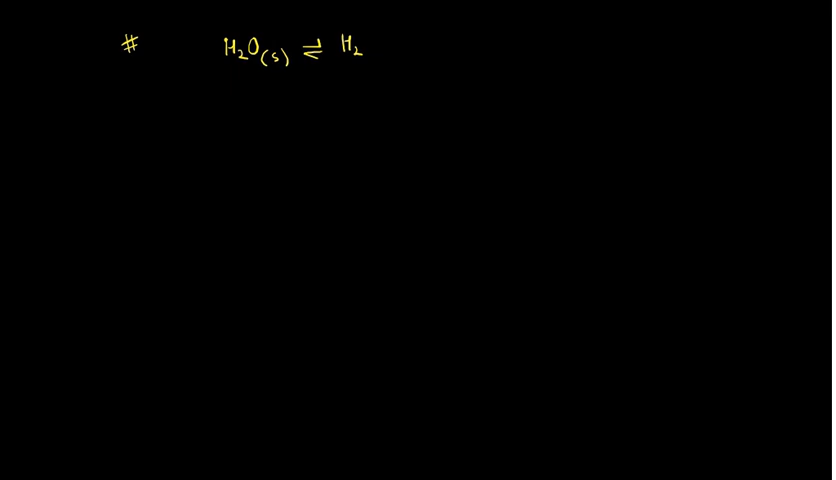 # H₂O(s) ⇌ H₂